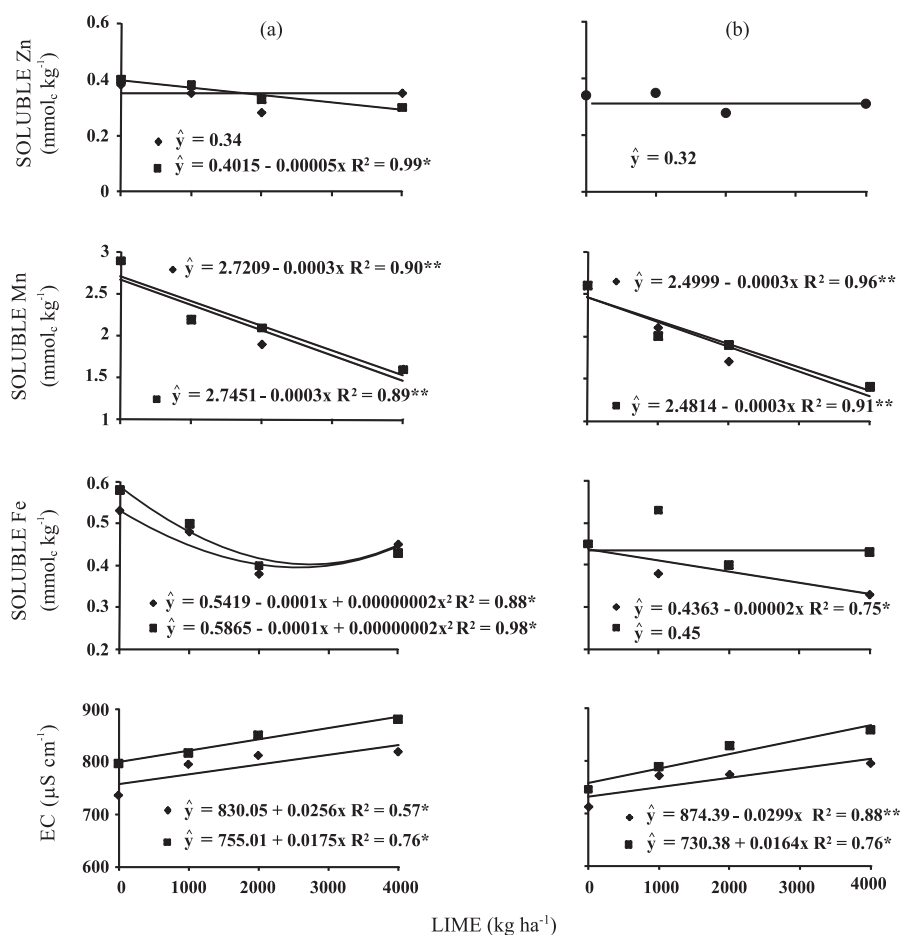 (a)
(b)
SOLUBLE Zn
(mmolc kg-1)
0.6
0.4
0.2
0
ŷ = 0.34
ŷ = 0.4015 - 0.00005x R² = 0.99*
ŷ = 0.32
SOLUBLE Mn
(mmolc kg-1)
3
2.5
2
1.5
1
ŷ = 2.7209 - 0.0003x R² = 0.90**
ŷ = 2.7451 - 0.0003x R² = 0.89**
ŷ = 2.4999 - 0.0003x R² = 0.96**
ŷ = 2.4814 - 0.0003x R² = 0.91**
SOLUBLE Fe
(mmolc kg-1)
0.6
0.5
0.4
0.3
0.2
ŷ = 0.5419 - 0.0001x + 0.00000002x² R² = 0.88*
ŷ = 0.5865 - 0.0001x + 0.00000002x² R² = 0.98*
ŷ = 0.4363 - 0.00002x R² = 0.75*
ŷ = 0.45
EC (µS cm-1)
900
800
700
600
ŷ = 830.05 + 0.0256x R² = 0.57*
ŷ = 755.01 + 0.0175x R² = 0.76*
ŷ = 874.39 - 0.0299x R² = 0.88**
ŷ = 730.38 + 0.0164x R² = 0.76*
0 1000 2000 3000 4000
0 1000 2000 3000 4000
LIME (kg ha-1)